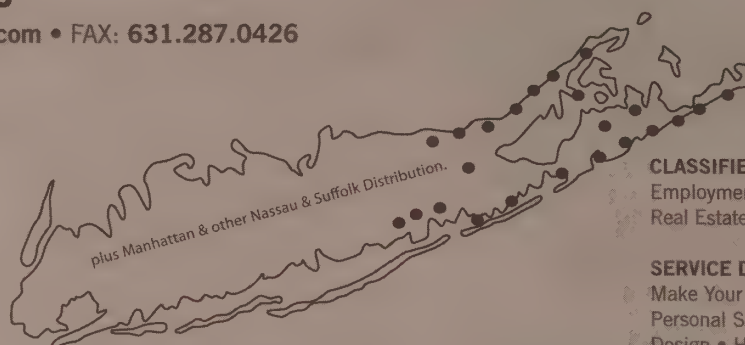 com • FAX: 631.287.0426
plus Manhattan & other Nassau & Suffolk Distribution.
CLASSIFIE
Employmen
Real Estate
SERVICE D
Make Your
Personal S
Design • H